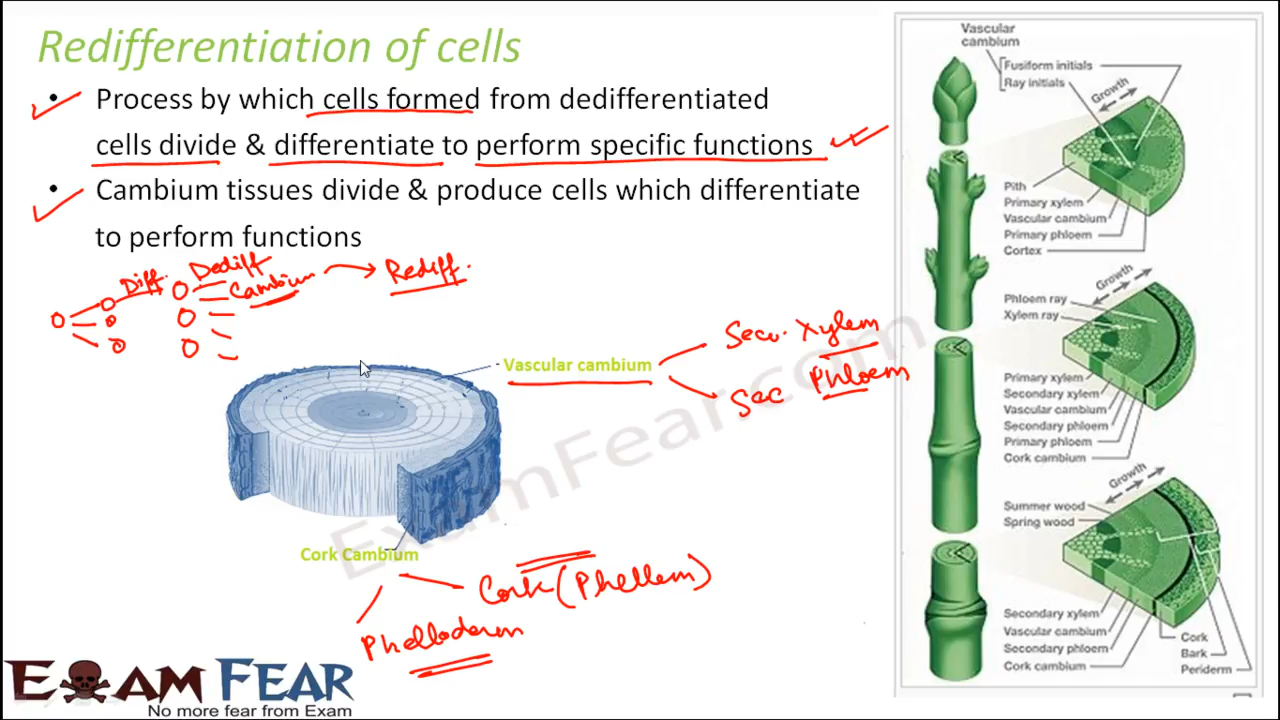 Redifferentiation of cells
• Process by which cells formed from dedifferentiated
cells divide & differentiate to perform specific functions
• Cambium tissues divide & produce cells which differentiate
to perform functions
Diff. Dediff
Cambium
Rediff.
Vascular cambium
Secu. Xylem
Sec Phloem
Cork Cambium
Cork (Phellem)
Phelloderm
ExamFear.com
EXAM FEAR
No more fear from Exam
Vascular
cambium
Fusiform initials
Ray initials
Growth
Pith
Primary xylem
Vascular cambium
Primary phloem
Cortex
Growth
Phloem ray
Xylem ray
Primary xylem
Secondary xylem
Vascular cambium
Secondary phloem
Primary phloem
Cork cambium
Growth
Summer wood
Spring wood
Secondary xylem
Vascular cambium
Secondary phloem
Cork cambium
Cork
Bark
Periderm